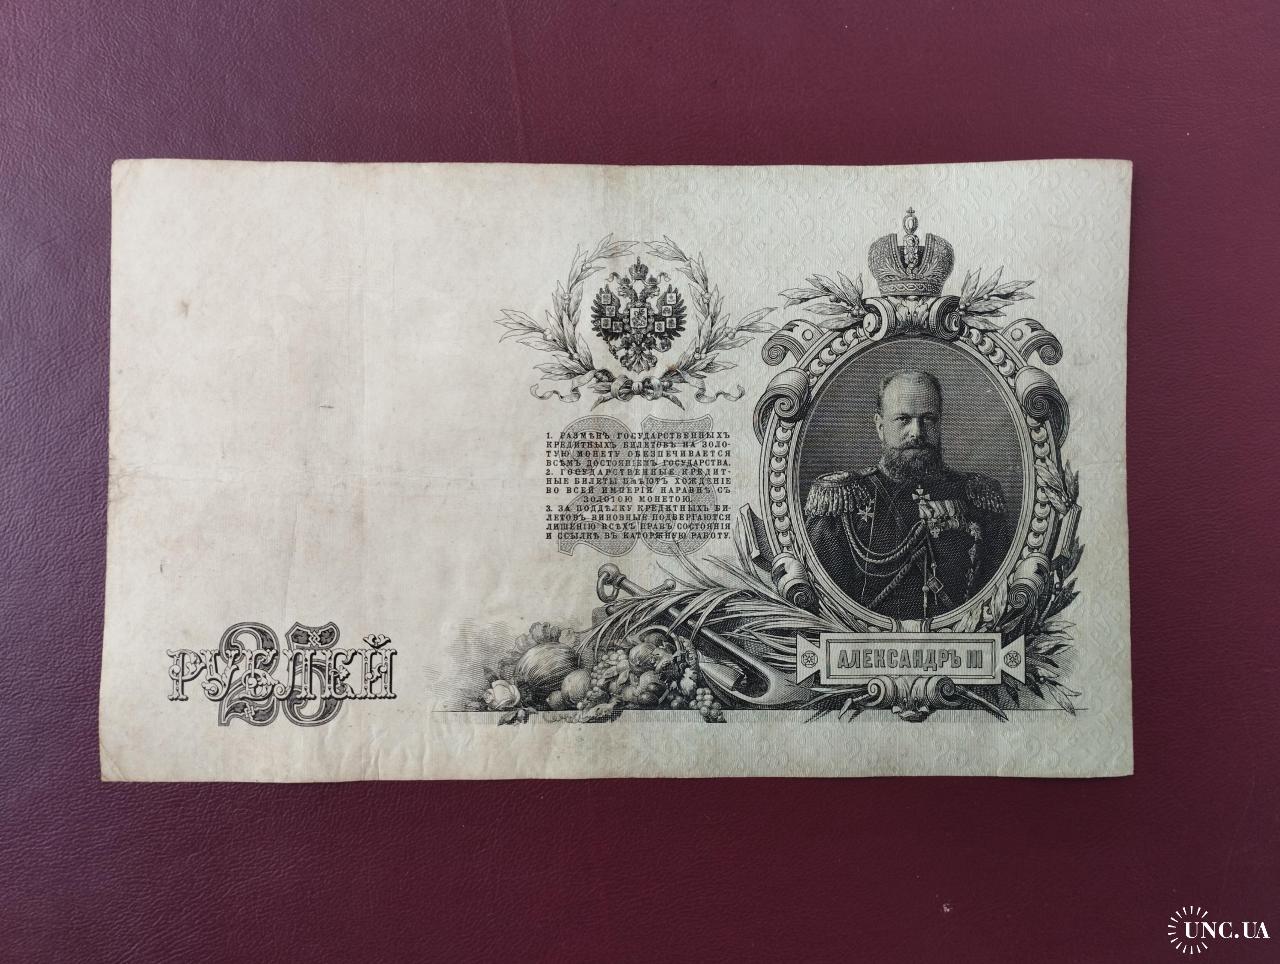 1. РАЗМѢНЪ ГОСУДАРСТВЕННЫХЪ
КРЕДИТНЫХЪ БИЛЕТОВЪ НА ЗОЛО-
ТУЮ МОНЕТУ ОБЕЗПЕЧИВАЕТСЯ
ВСѢМЪ ДОСТОЯНІЕМЪ ГОСУДАРСТВА.
2. ГОСУДАРСТВЕННЫЕ КРЕДИТ-
НЫЕ БИЛЕТЫ ИМѢЮТЪ ХОЖДЕНІЕ
ВО ВСЕЙ ИМПЕРІИ НАРАВНѢ СЪ
ЗОЛОТОЮ МОНЕТОЮ.
3. ЗА ПОДДѢЛКУ КРЕДИТНЫХЪ БИ-
ЛЕТОВЪ ВИНОВНЫЕ ПОДВЕРГАЮТСЯ
ЛИШЕНІЮ ВСѢХЪ ПРАВЪ СОСТОЯНІЯ
И ССЫЛКѢ ВЪ КАТОРЖНУЮ РАБОТУ.
25
25
РУБЛЕЙ
АЛЕКСАНДРЪ III
UNC.UA